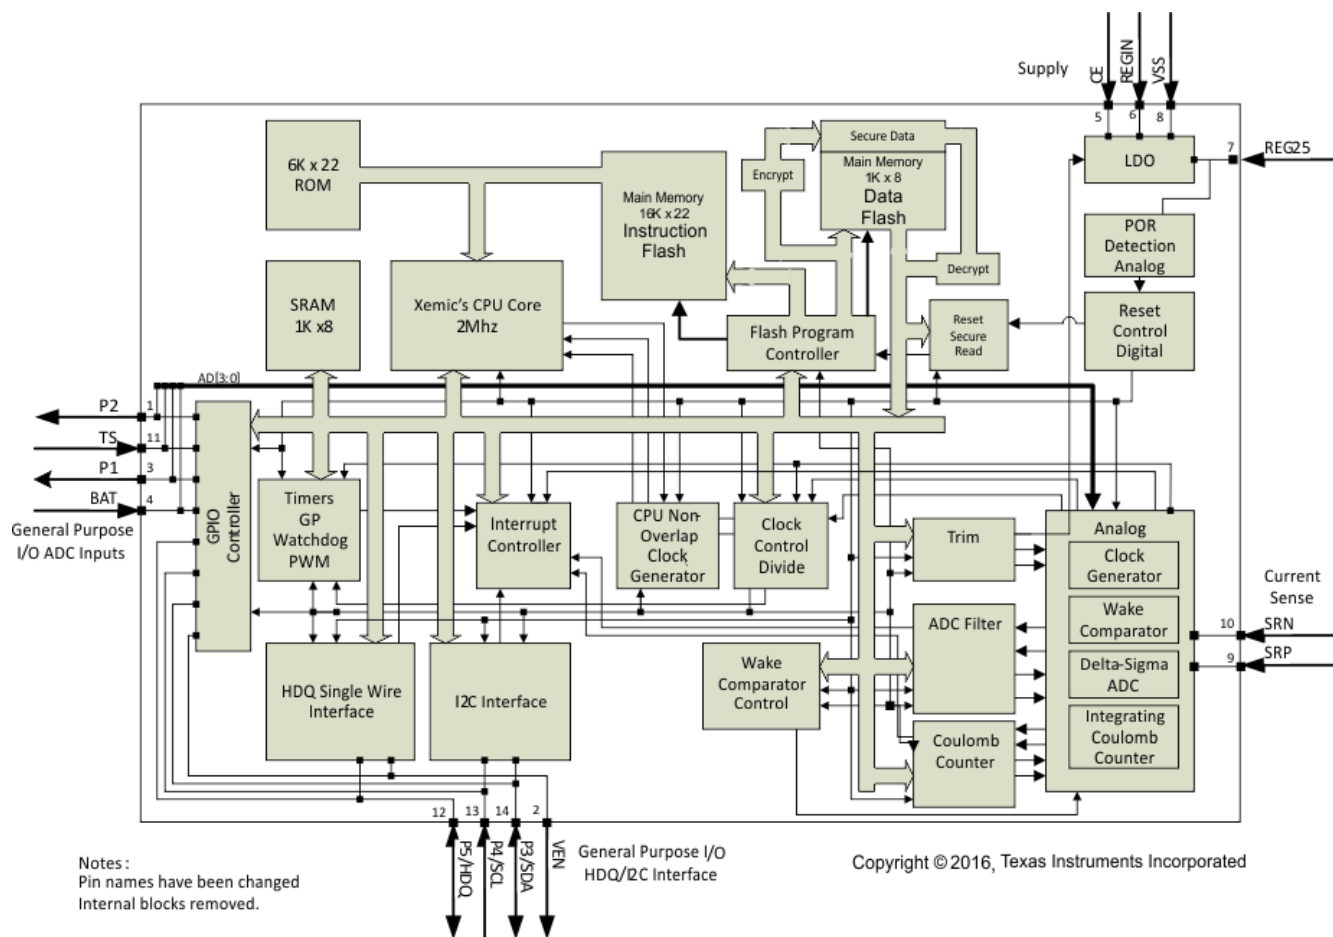 Supply
CE
REGIN
VSS
5
6
8
7
REG25
LDO
6K x 22
ROM
Main Memory
16K x 22
Instruction
Flash
Encrypt
Secure Data
Main Memory
1K x 8
Data
Flash
Decrypt
POR
Detection
Analog
SRAM
1K x8
Xemic's CPU Core
2Mhz
Flash Program
Controller
Reset
Secure
Read
Reset
Control
Digital
AD[3:0]
P2
1
TS
11
P1
3
BAT
4
General Purpose
I/O ADC Inputs
GPIO
Controller
Timers
GP
Watchdog
PWM
Interrupt
Controller
CPU Non-
Overlap
Clock
Generator
Clock
Control
Divide
Trim
Analog
Clock
Generator
Wake
Comparator
Delta-Sigma
ADC
Integrating
Coulomb
Counter
Current
Sense
10
SRN
9
SRP
ADC Filter
HDQ Single Wire
Interface
I2C Interface
Wake
Comparator
Control
Coulomb
Counter
12
13
14
2
P5/HDQ
P4/SCL
P3/SDA
VEN
General Purpose I/O
HDQ/I2C Interface
Notes :
Pin names have been changed
Internal blocks removed.
Copyright © 2016, Texas Instruments Incorporated